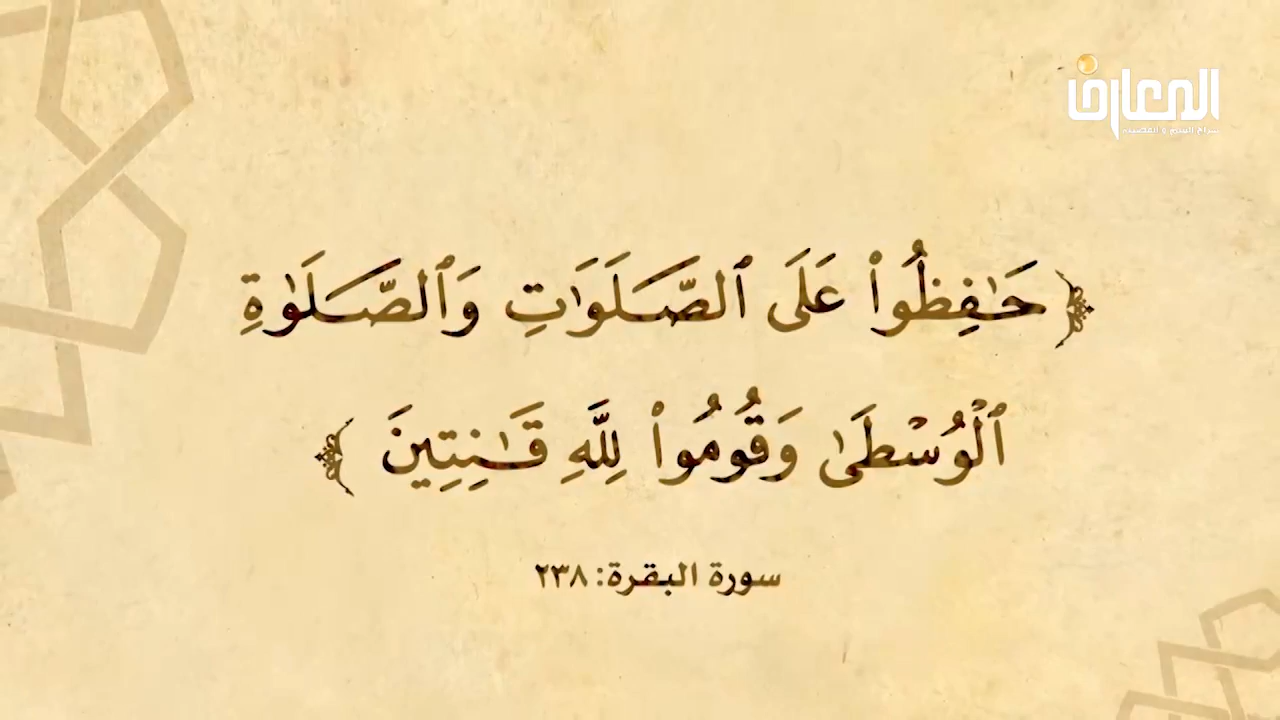 المعارف
﴿ حَـٰفِظُوا۟ عَلَى ٱلصَّلَوَٰتِ وَٱلصَّلَوٰةِ
ٱلْوُسْطَىٰ وَقُومُوا۟ لِلَّهِ قَـٰنِتِينَ ﴾
سورة البقرة: ٢٣٨